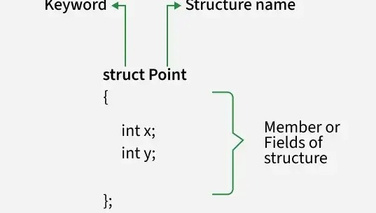 Keyword
Structure name
struct Point
{
int x;
int y;
Member or
Fields of
structure
};